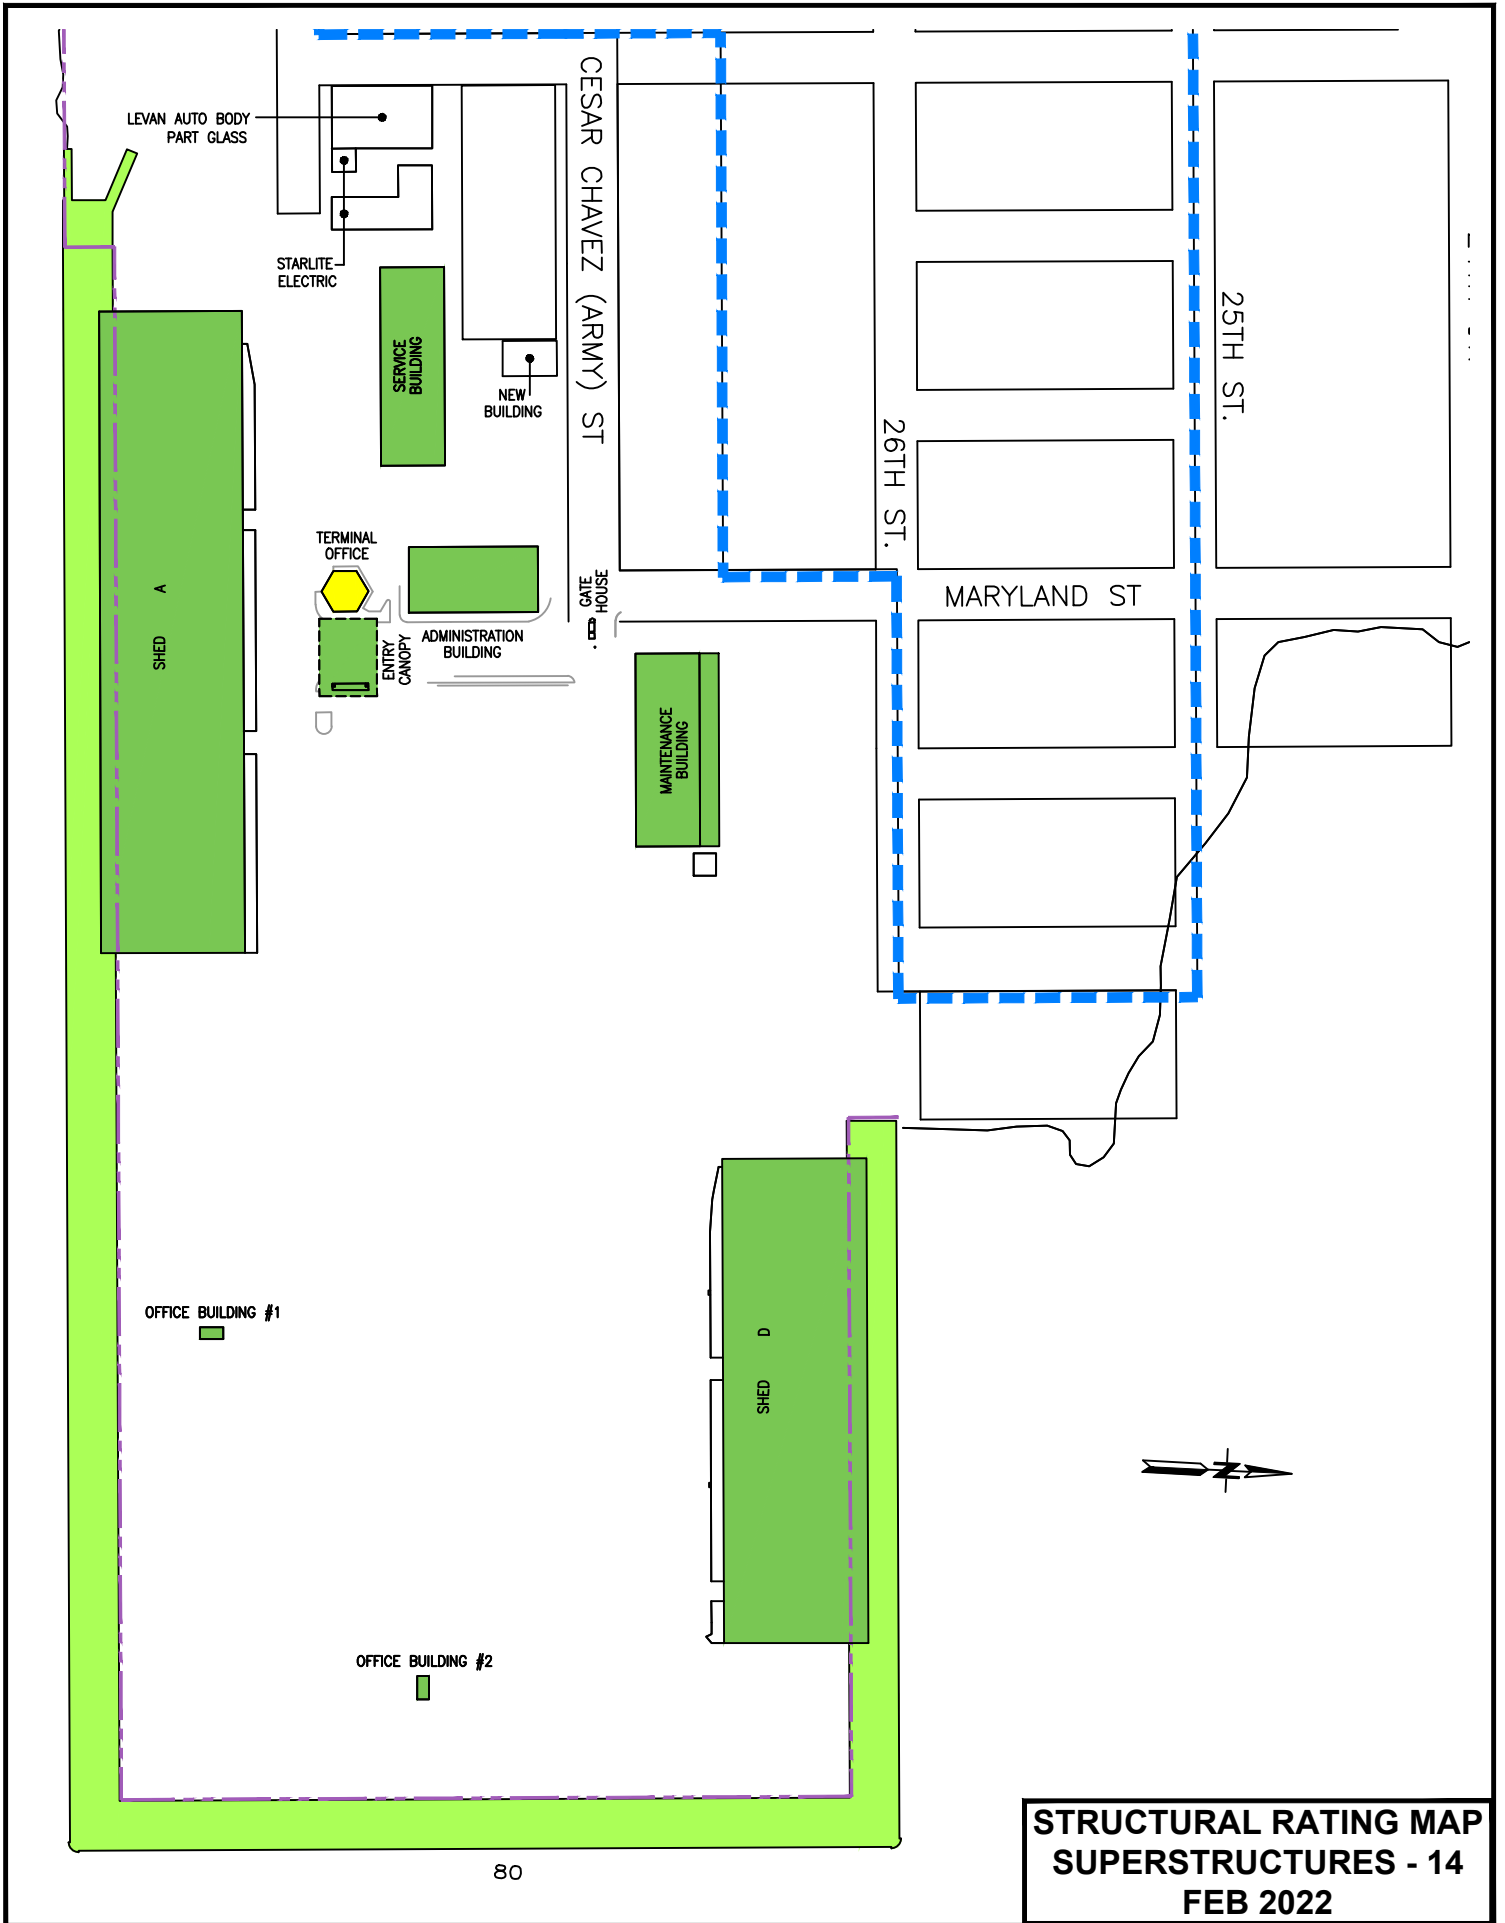 LEVAN AUTO BODY
PART GLASS
CESAR CHAVEZ (ARMY) ST
STARLITE
ELECTRIC
SERVICE
BUILDING
NEW
BUILDING
25TH ST.
26TH ST.
TERMINAL
OFFICE
SHED A
GATE
HOUSE
MARYLAND ST
ADMINISTRATION
BUILDING
ENTRY
CANOPY
MAINTENANCE
BUILDING
OFFICE BUILDING #1
SHED D
N
OFFICE BUILDING #2
80
STRUCTURAL RATING MAP
SUPERSTRUCTURES - 14
FEB 2022